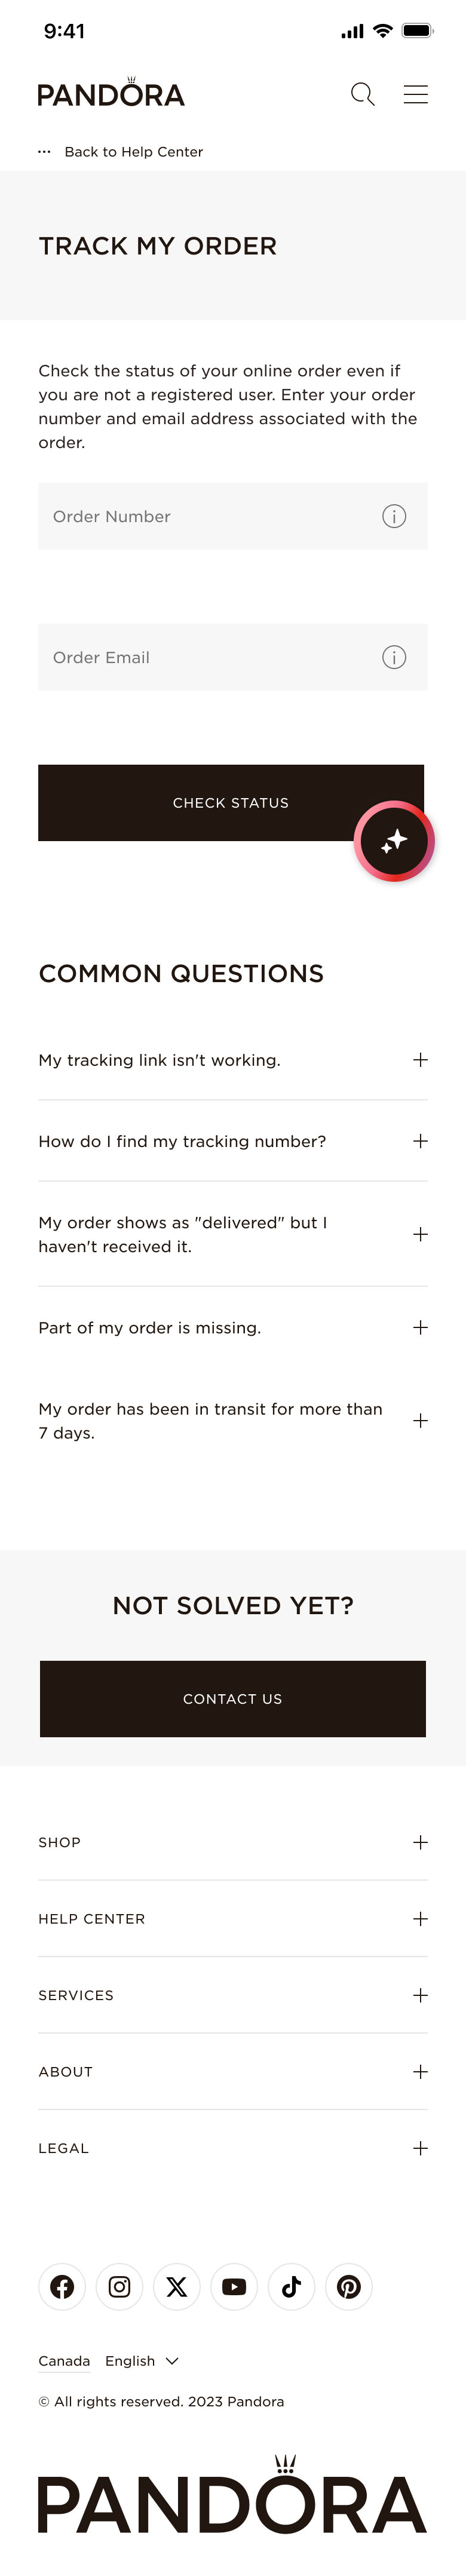 9:41
PANDORA
··· Back to Help Center
TRACK MY ORDER
Check the status of your online order even if
you are not a registered user. Enter your order
number and email address associated with the
order.
Order Number
Order Email
CHECK STATUS
COMMON QUESTIONS
My tracking link isn't working.
How do I find my tracking number?
My order shows as "delivered" but I
haven't received it.
Part of my order is missing.
My order has been in transit for more than
7 days.
NOT SOLVED YET?
CONTACT US
SHOP
HELP CENTER
SERVICES
ABOUT
LEGAL
Canada English
© All rights reserved. 2023 Pandora
PANDORA